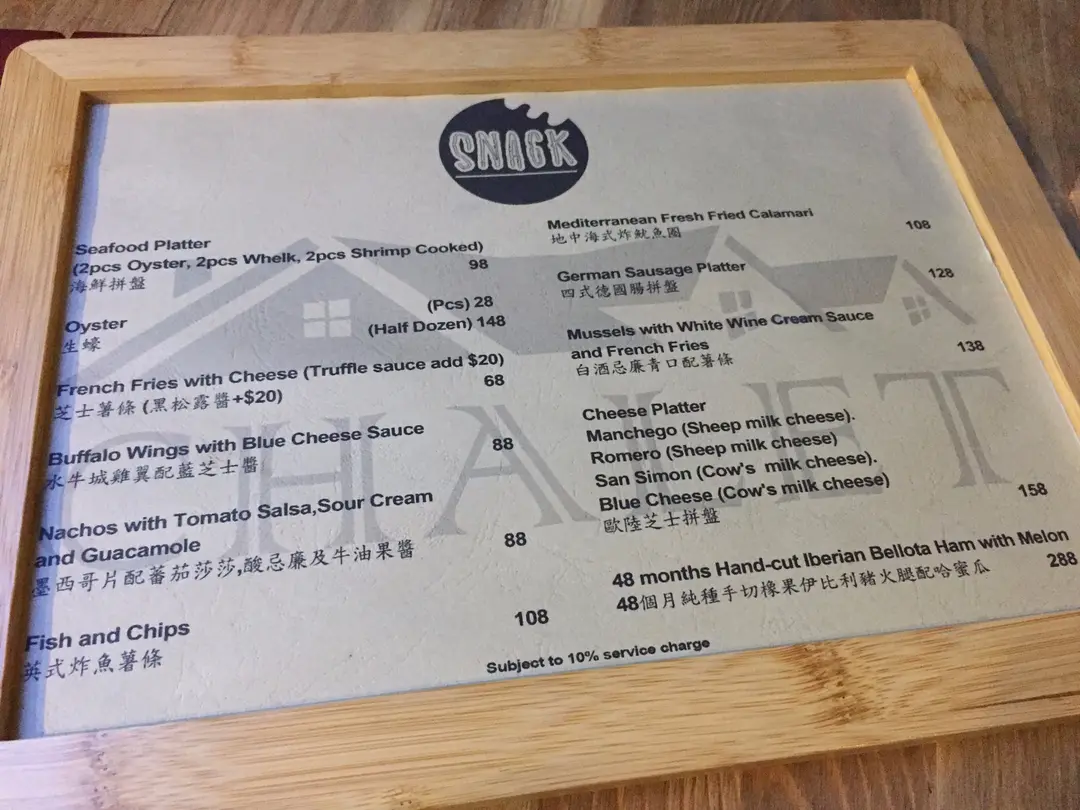 SNACK
Seafood Platter
(2pcs Oyster, 2pcs Whelk, 2pcs Shrimp Cooked)
98
海鮮拼盤
(Pcs) 28
Oyster
(Half Dozen) 148
生蠔
French Fries with Cheese (Truffle sauce add $20)
68
芝士薯條 (黑松露醬+$20)
Buffalo Wings with Blue Cheese Sauce
88
水牛城雞翼配藍芝士醬
Nachos with Tomato Salsa,Sour Cream
and Guacamole
88
墨西哥片配蕃茄莎莎,酸忌廉及牛油果醬
Fish and Chips
108
英式炸魚薯條
Mediterranean Fresh Fried Calamari
108
地中海式炸魷魚圈
German Sausage Platter
128
四式德國腸拼盤
Mussels with White Wine Cream Sauce
and French Fries
138
白酒忌廉青口配薯條
Cheese Platter
Manchego (Sheep milk cheese).
Romero (Sheep milk cheese)
San Simon (Cow's milk cheese).
Blue Cheese (Cow's milk cheese)
158
歐陸芝士拼盤
48 months Hand-cut Iberian Bellota Ham with Melon
288
48個月純種手切橡果伊比利豬火腿配哈蜜瓜
Subject to 10% service charge
CHALET